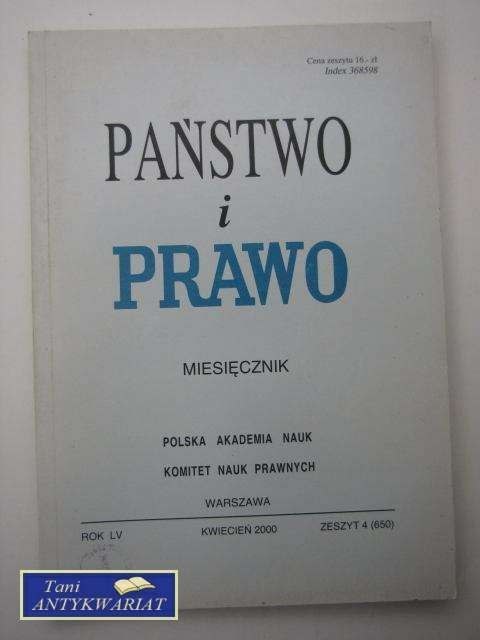 Cena zeszytu 16.- zł
Index 368598
PAŃSTWO
i
PRAWO
MIESIĘCZNIK
POLSKA AKADEMIA NAUK
KOMITET NAUK PRAWNYCH
WARSZAWA
ROK LV KWIECIEŃ 2000 ZESZYT 4 (650)
Tani
ANTYKWARIAT